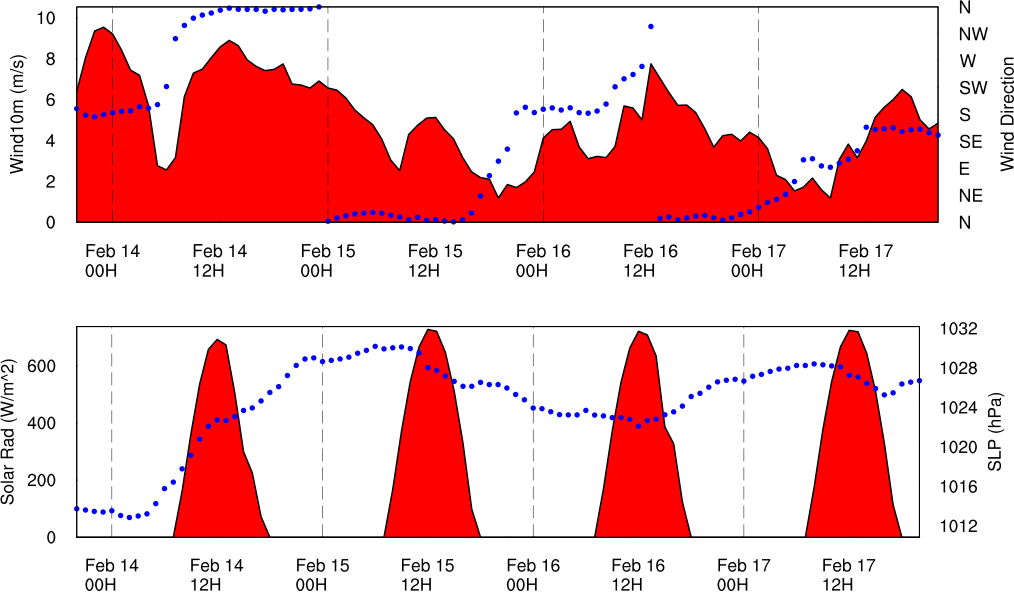 10
8
6
4
2
0
Wind10m (m/s)
N
NW
W
SW
S
SE
E
NE
N
Wind Direction
Feb 14 Feb 14 Feb 15 Feb 15 Feb 16 Feb 16 Feb 17 Feb 17
00H 12H 00H 12H 00H 12H 00H 12H
600
400
200
0
Solar Rad (W/m^2)
1032
1028
1024
1020
1016
1012
SLP (hPa)
Feb 14 Feb 14 Feb 15 Feb 15 Feb 16 Feb 16 Feb 17 Feb 17
00H 12H 00H 12H 00H 12H 00H 12H